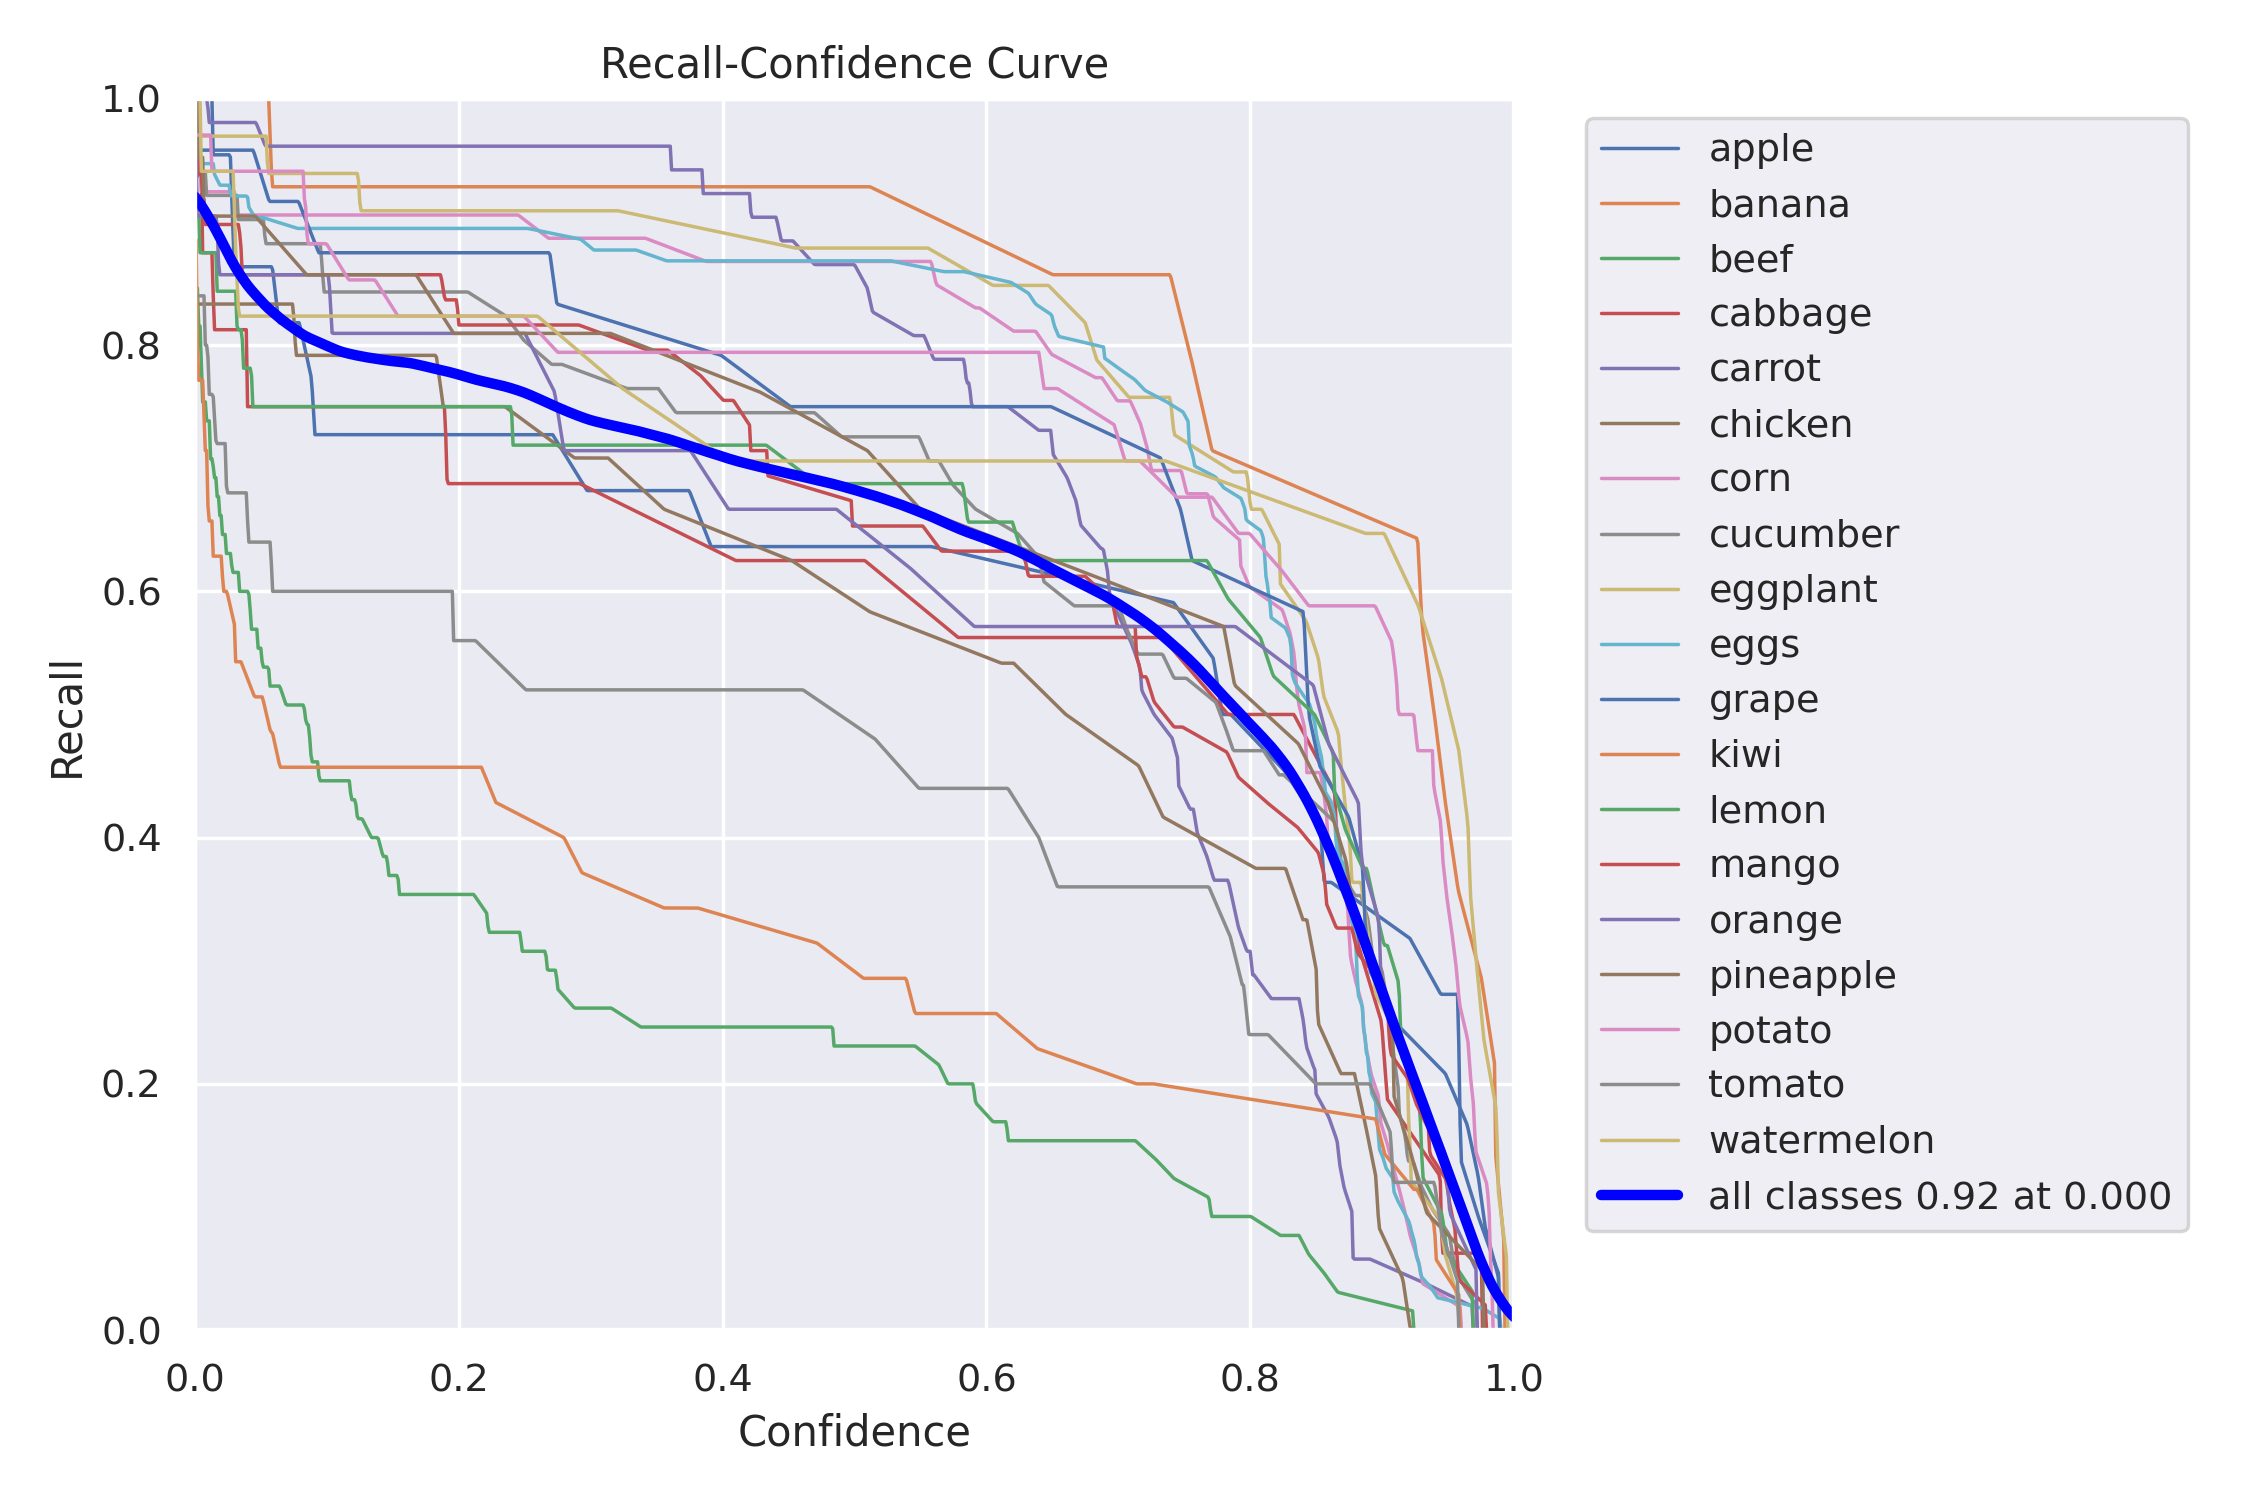 Recall-Confidence Curve
1.0
0.8
0.6
0.4
0.2
0.0
Recall
0.0 0.2 0.4 0.6 0.8 1.0
Confidence
apple
banana
beef
cabbage
carrot
chicken
corn
cucumber
eggplant
eggs
grape
kiwi
lemon
mango
orange
pineapple
potato
tomato
watermelon
all classes 0.92 at 0.000